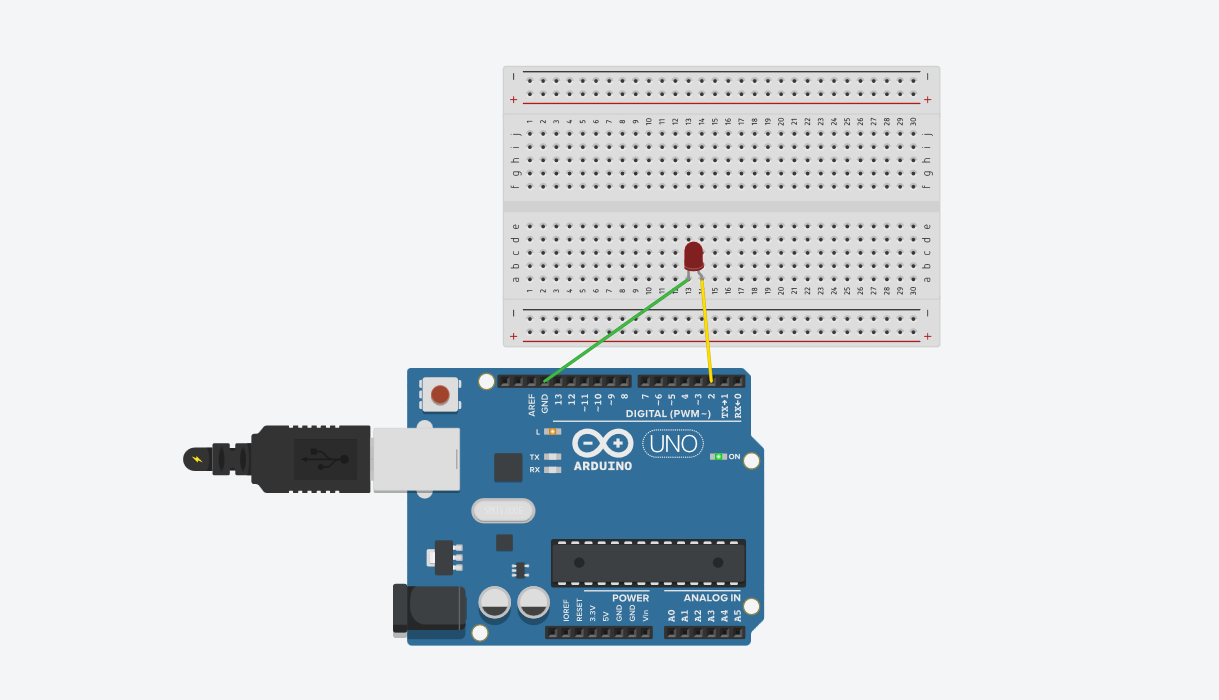 − −
+ +
1 2 3 4 5 6 7 8 9 10 11 12 13 14 15 16 17 18 19 20 21 22 23 24 25 26 27 28 29 30
j j
i i
h h
g g
f f
e e
d d
c c
b b
a a
1 2 3 4 5 6 7 8 9 10 11 13 15 16 17 18 19 20 21 22 23 24 25 26 27 28 29 30
− −
+ +
AREF GND 13 12 ~11 ~10 ~9 8 7 ~6 ~5 4 ~3 2 TX→1 RX←0
DIGITAL (PWM~)
L
UNO
TX
RX
ARDUINO
ON
POWER ANALOG IN
IOREF RESET 3.3V 5V GND GND Vin A0 A1 A2 A3 A4 A5